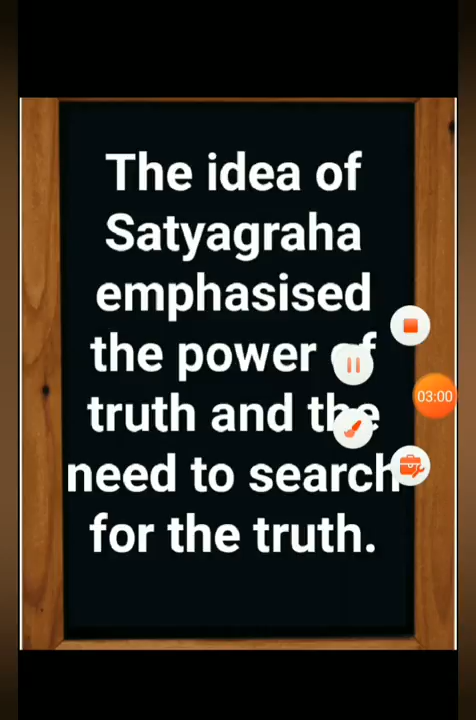 The idea of
Satyagraha
emphasised
the power of
truth and the
need to search
for the truth.
03:00